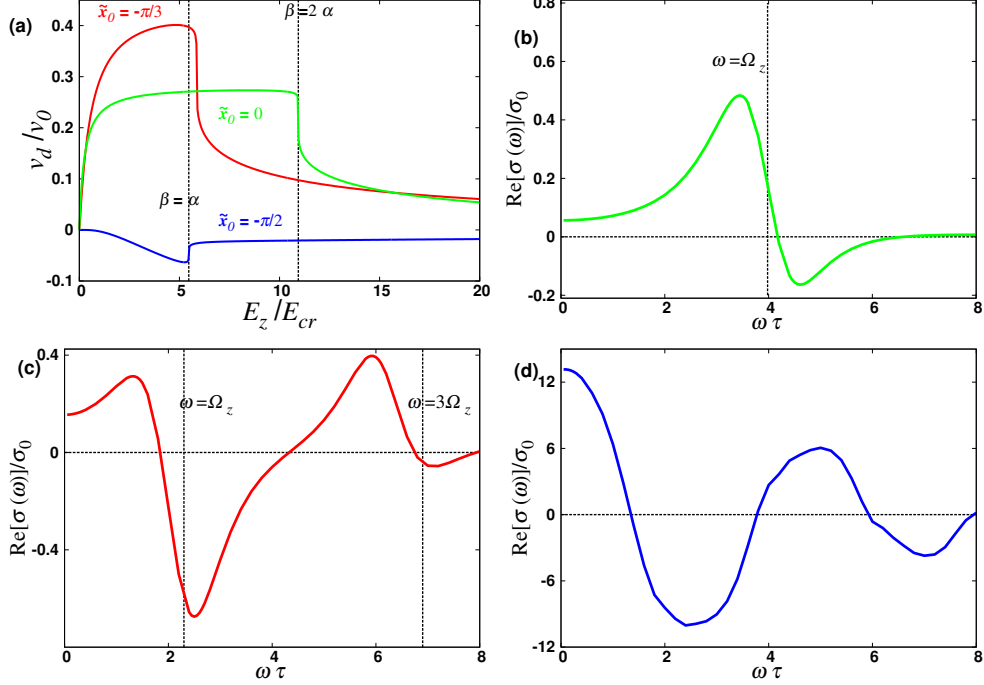 (a)
x̃₀ = -π/3
β = 2 α
0.4
0.3
0.2
0.1
0
-0.1
v_d / v_0
x̃₀ = 0
β = α
x̃₀ = -π/2
0
5
10
15
20
E_z / E_cr
(b)
0.8
0.6
0.4
0.2
0
-0.2
Re[σ (ω)]/σ₀
ω = Ω_z
0
2
4
6
8
ω τ
(c)
0.4
0
-0.4
Re[σ (ω)]/σ₀
ω = Ω_z
ω = 3Ω_z
0
2
4
6
8
ω τ
(d)
12
6
0
-6
-12
Re[σ (ω)]/σ₀
0
2
4
6
8
ω τ